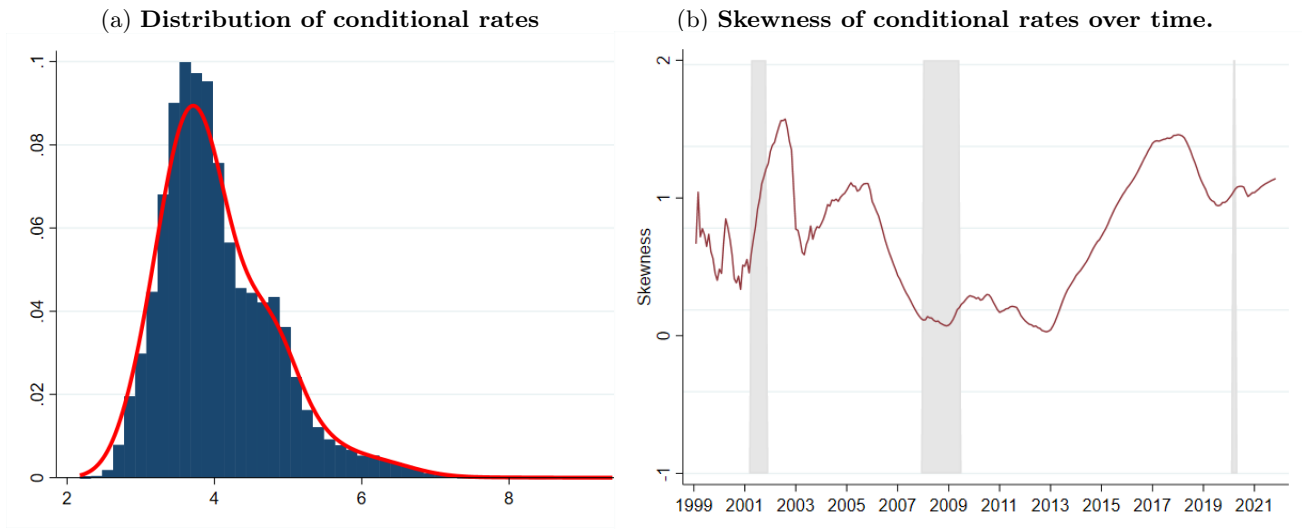 (a) Distribution of conditional rates
(b) Skewness of conditional rates over time.
.1
.08
.06
.04
.02
0
2 4 6 8
Skewness
2
1
0
-1
1999 2001 2003 2005 2007 2009 2011 2013 2015 2017 2019 2021